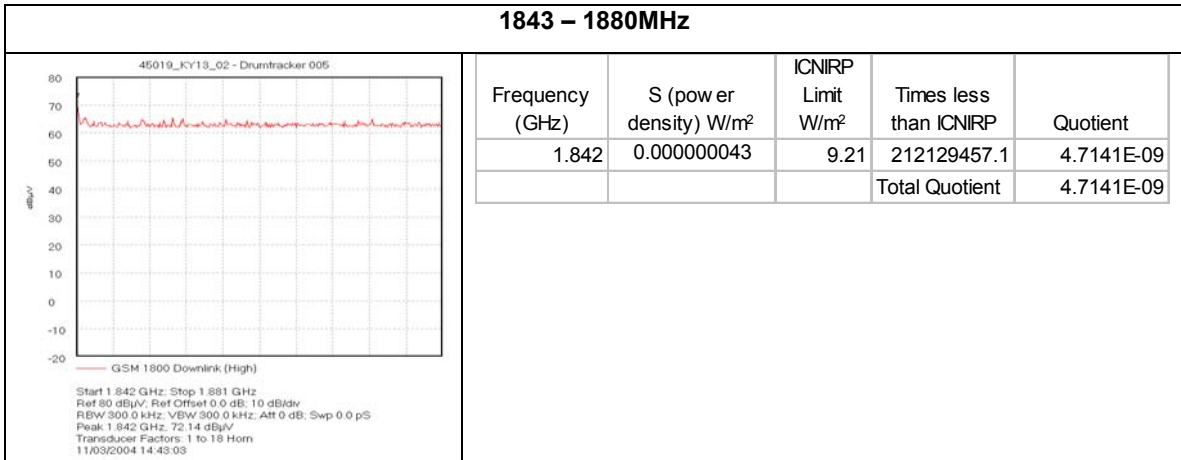 1843 – 1880MHz
45019_KY13_02 - Drumtracker 005
80
70
60
50
40
30
20
10
0
-10
-20
dBµV
GSM 1800 Downlink (High)
Start 1.842 GHz; Stop 1.881 GHz
Ref 80 dBµV; Ref Offset 0.0 dB; 10 dB/div
RBW 300.0 kHz; VBW 300.0 kHz; Att 0 dB; Swp 0.0 pS
Peak 1.842 GHz, 72.14 dBµV
Transducer Factors: 1 to 18 Horn
11/03/2004 14:43:03
Frequency (GHz) S (pow er density) W/m² ICNIRP Limit W/m² Times less than ICNIRP Quotient
1.842 0.000000043 9.21 212129457.1 4.7141E-09
Total Quotient 4.7141E-09